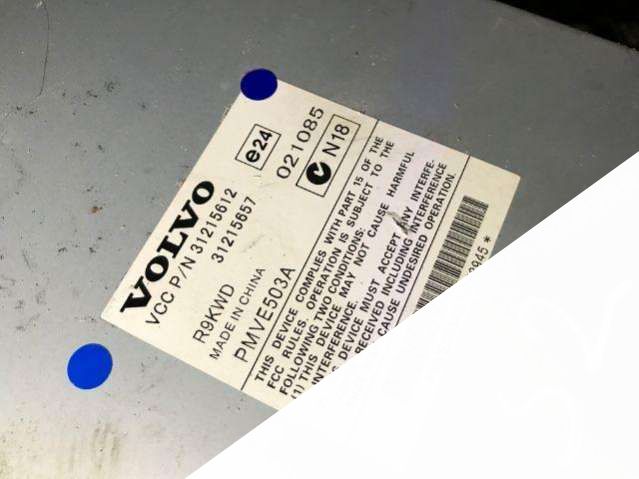 VOLVO
VCC P/N 31215612
31215657
e24
021085
N18
R9KWD
MADE IN CHINA
PMVE503A
THIS DEVICE COMPLIES WITH PART 15 OF THE
FCC RULES. OPERATION IS SUBJECT TO THE
FOLLOWING TWO CONDITIONS:
(1) THIS DEVICE MAY NOT CAUSE HARMFUL
INTERFERENCE.
DEVICE MUST ACCEPT ANY INTERFE-
RECEIVED INCLUDING INTERFERENCE
CAUSE UNDESIRED OPERATION.
3945*